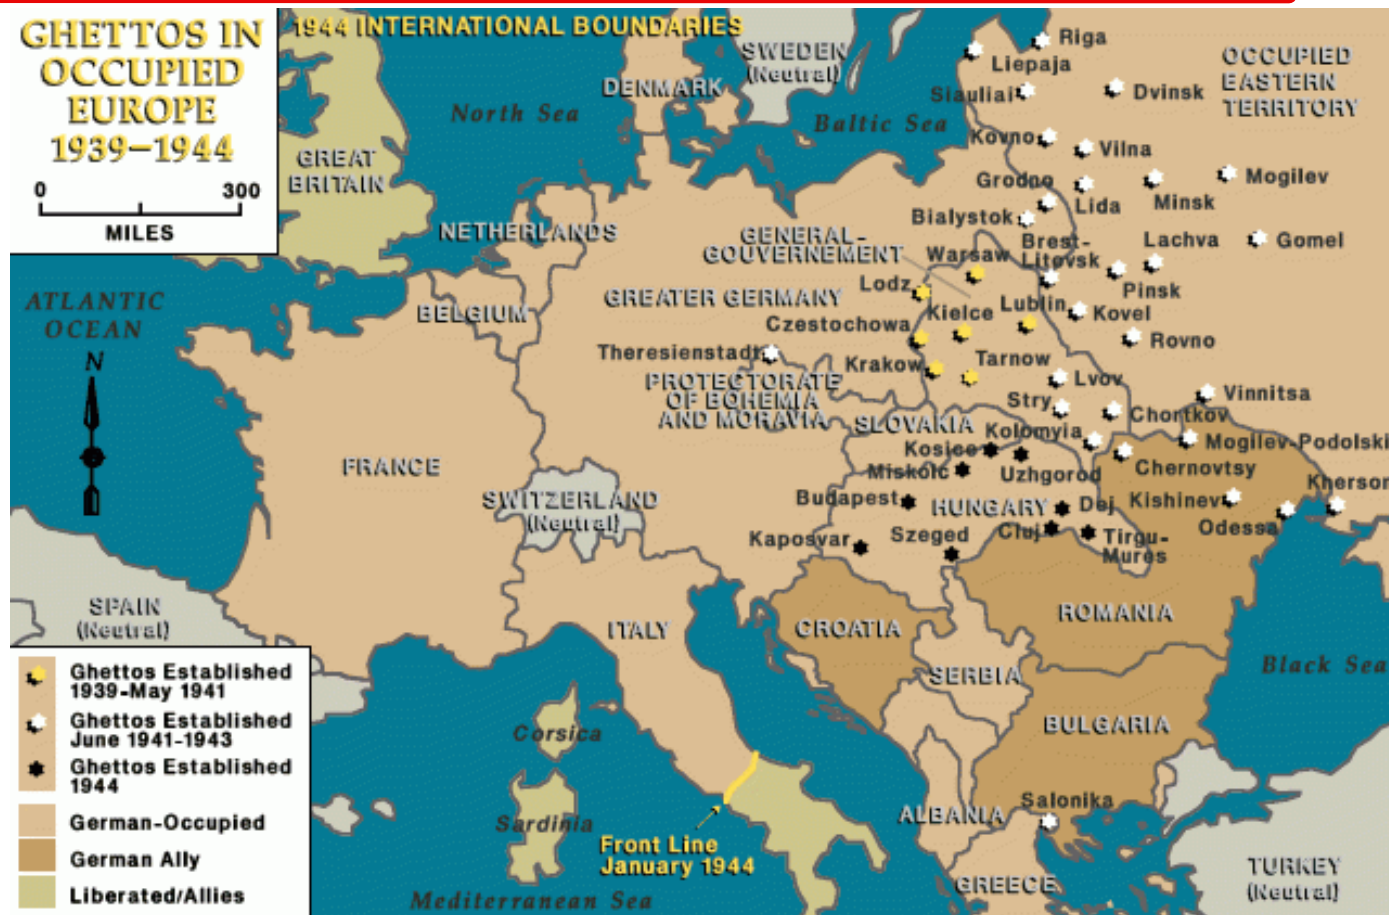 GHETTOS IN
OCCUPIED
EUROPE
1939–1944
0 300
MILES
1944 INTERNATIONAL BOUNDARIES
SWEDEN
(Neutral)
DENMARK
North Sea
Baltic Sea
GREAT
BRITAIN
NETHERLANDS
BELGIUM
ATLANTIC
OCEAN
N
Riga
Liepaja
Siauliai
Dvinsk
OCCUPIED
EASTERN
TERRITORY
Kovno
Vilna
Grodno
Lida
Minsk
Mogilev
Bialystok
Brest-
Litovsk
Lachva
Gomel
GENERAL-
GOUVERNEMENT
Warsaw
Pinsk
Lodz
GREATER GERMANY
Kielce
Lublin
Kovel
Czestochowa
Rovno
Theresienstadt
Krakow
Tarnow
Lvov
PROTECTORATE
OF BOHEMIA
AND MORAVIA
Stry
Chortkov
Vinnitsa
SLOVAKIA
Kolomyia
Mogilev-Podolski
Kosice
Miskolc
Uzhgorod
Chernovtsy
FRANCE
SWITZERLAND
(Neutral)
Budapest
HUNGARY
Dej
Kishinev
Kherson
Odessa
Kaposvar
Szeged
Cluj
Tirgu-
Mures
SPAIN
(Neutral)
ITALY
CROATIA
ROMANIA
SERBIA
Black Sea
BULGARIA
Corsica
Sardinia
ALBANIA
Salonika
Front Line
January 1944
GREECE
TURKEY
(Neutral)
Mediterranean Sea
Ghettos Established
1939-May 1941
Ghettos Established
June 1941-1943
Ghettos Established
1944
German-Occupied
German Ally
Liberated/Allies